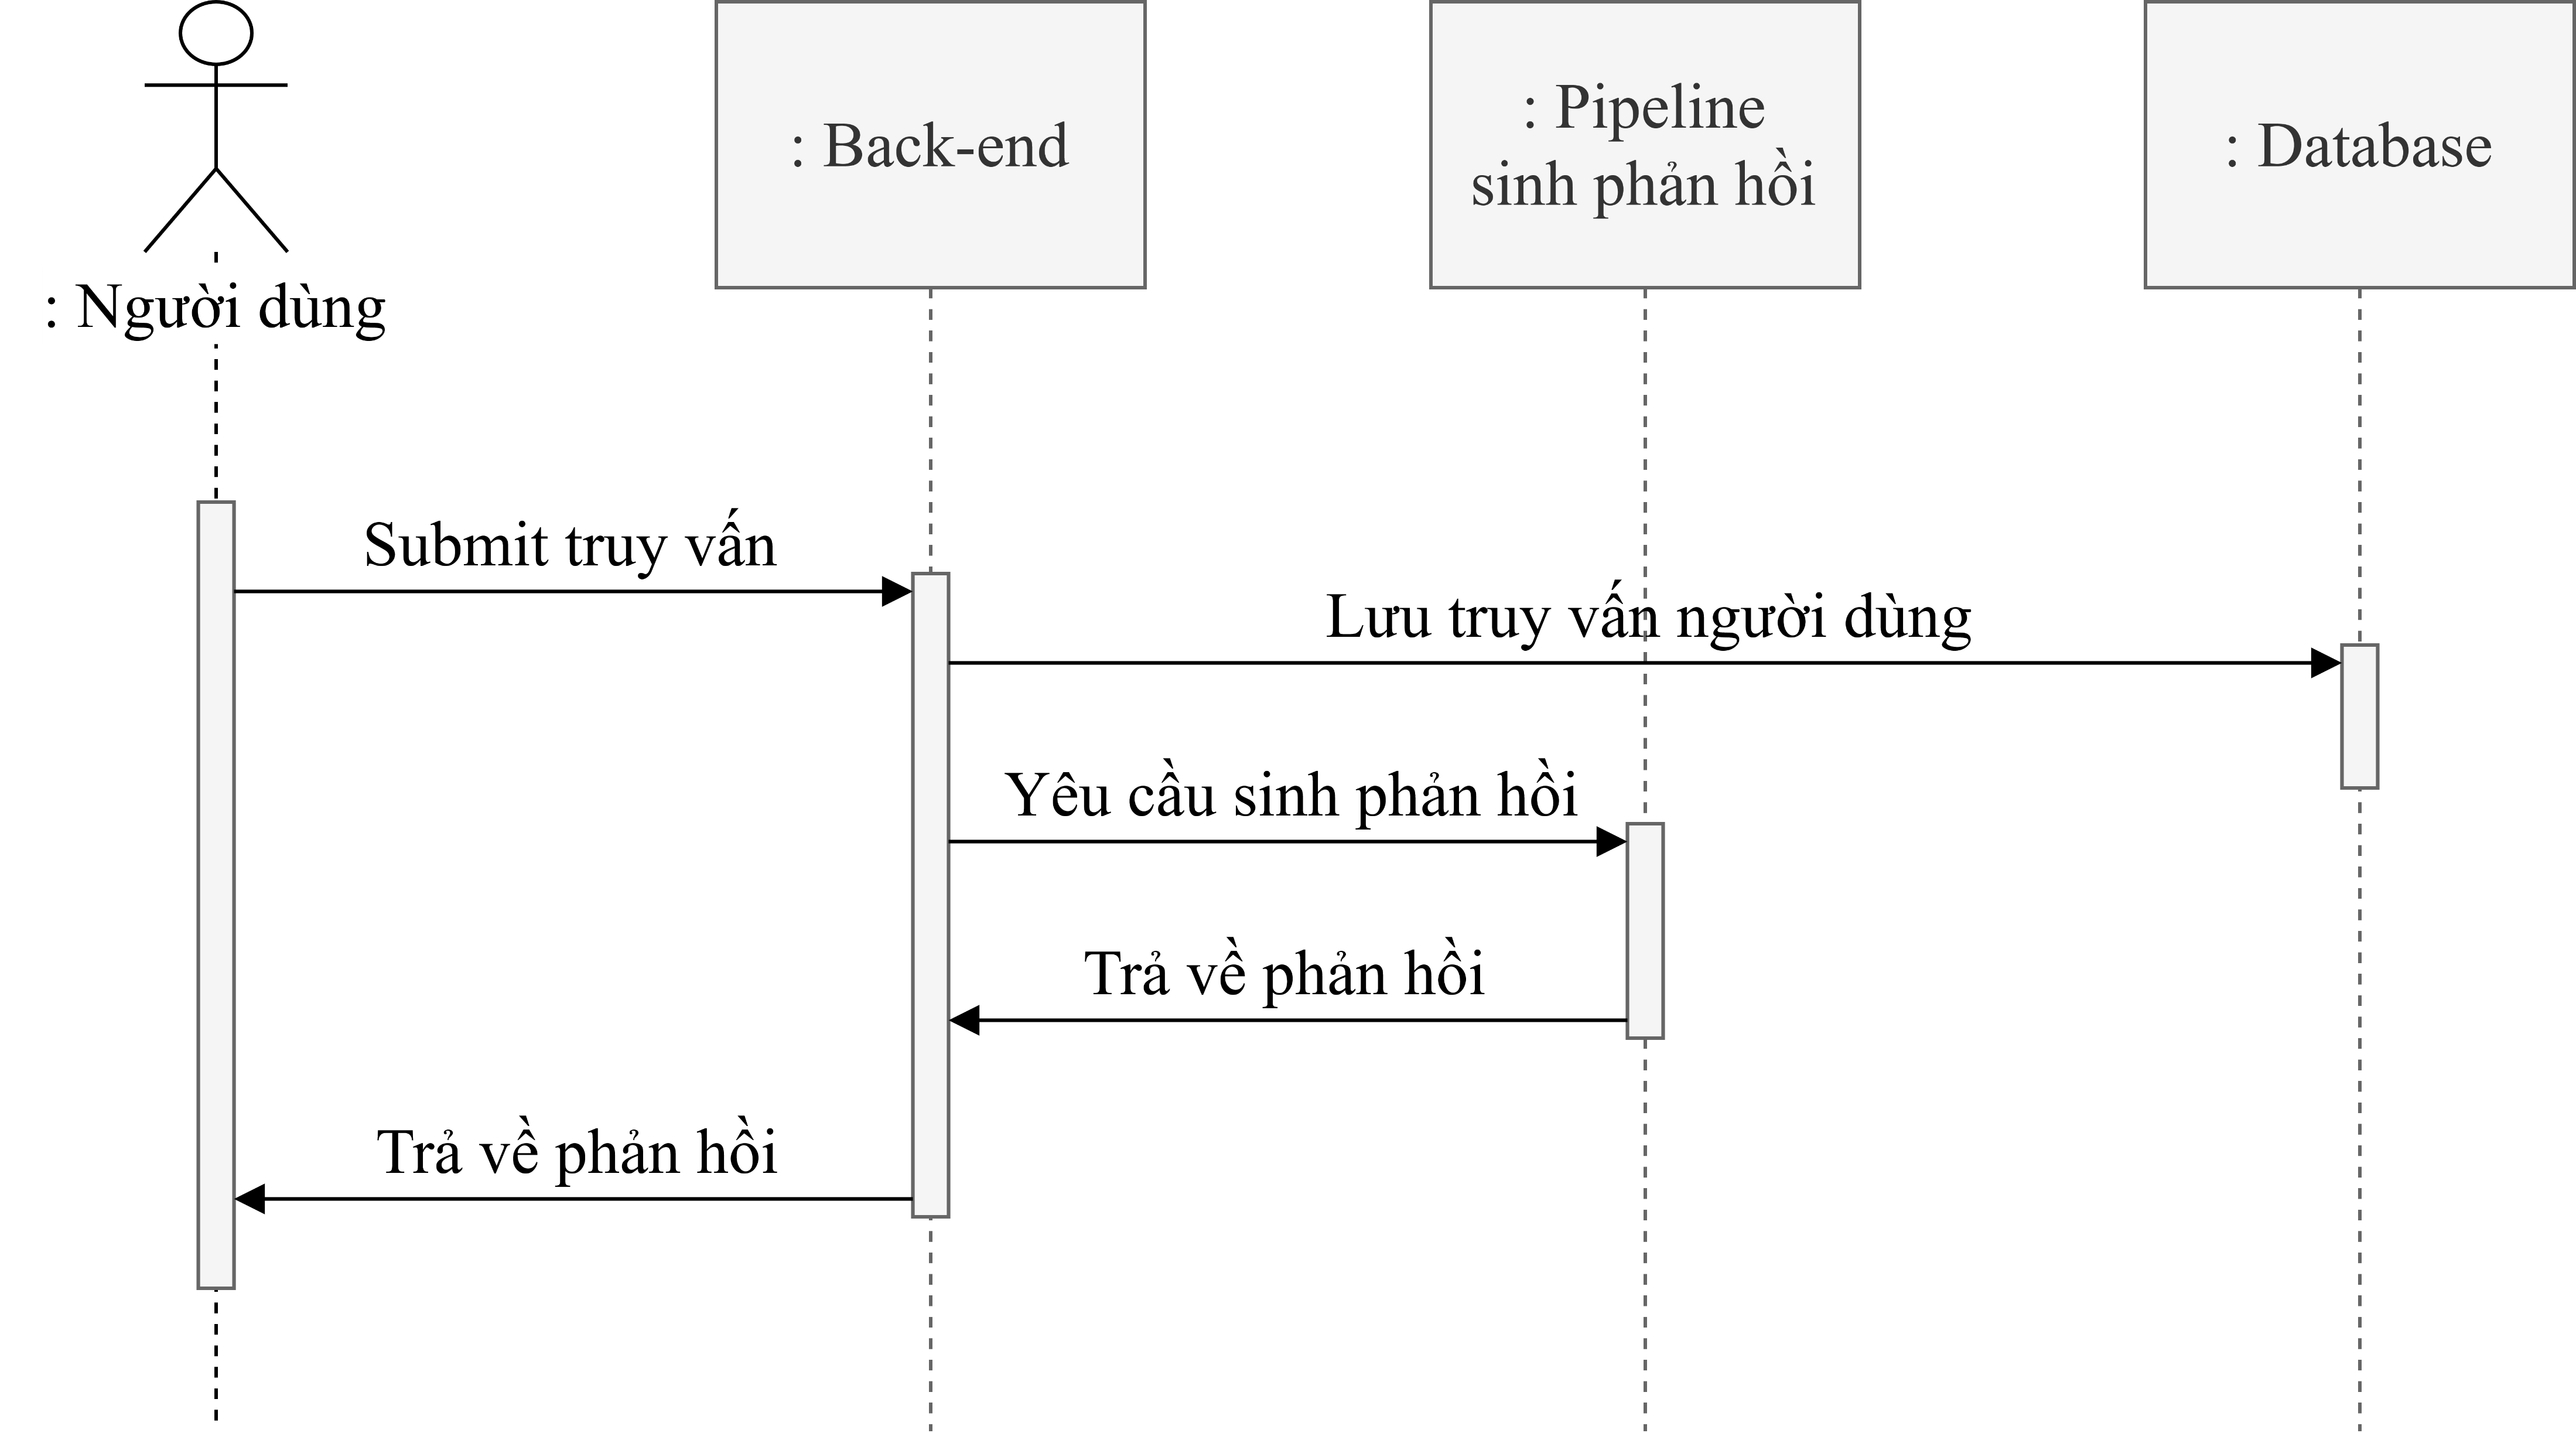 : Người dùng
: Back-end
: Pipeline
sinh phản hồi
: Database
Submit truy vấn
Lưu truy vấn người dùng
Yêu cầu sinh phản hồi
Trả về phản hồi
Trả về phản hồi